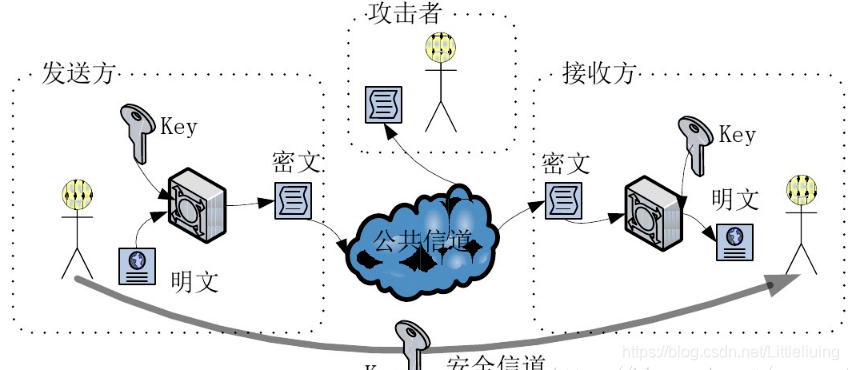 攻击者
发送方
接收方
Key
Key
密文
密文
明文
公共信道
明文
安全信道
https://blog.csdn.net/Littleliuing